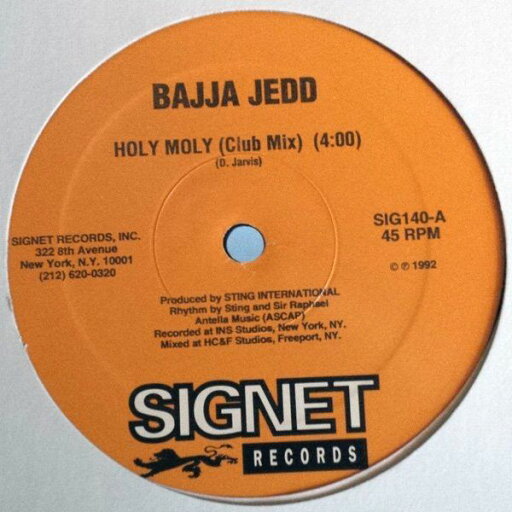 BAJJA JEDD
HOLY MOLY (Club Mix) (4:00)
(D. Jarvis)
SIGNET RECORDS, INC.
322 8th Avenue
New York, N.Y. 10001
(212) 620-0320
SIG140-A
45 RPM
© ℗ 1992
Produced by STING INTERNATIONAL
Rhythm by Sting and Sir Raphael
Antella Music (ASCAP)
Recorded at INS Studios, New York, NY.
Mixed at HC&F Studios, Freeport, NY.
SIGNET
RECORDS